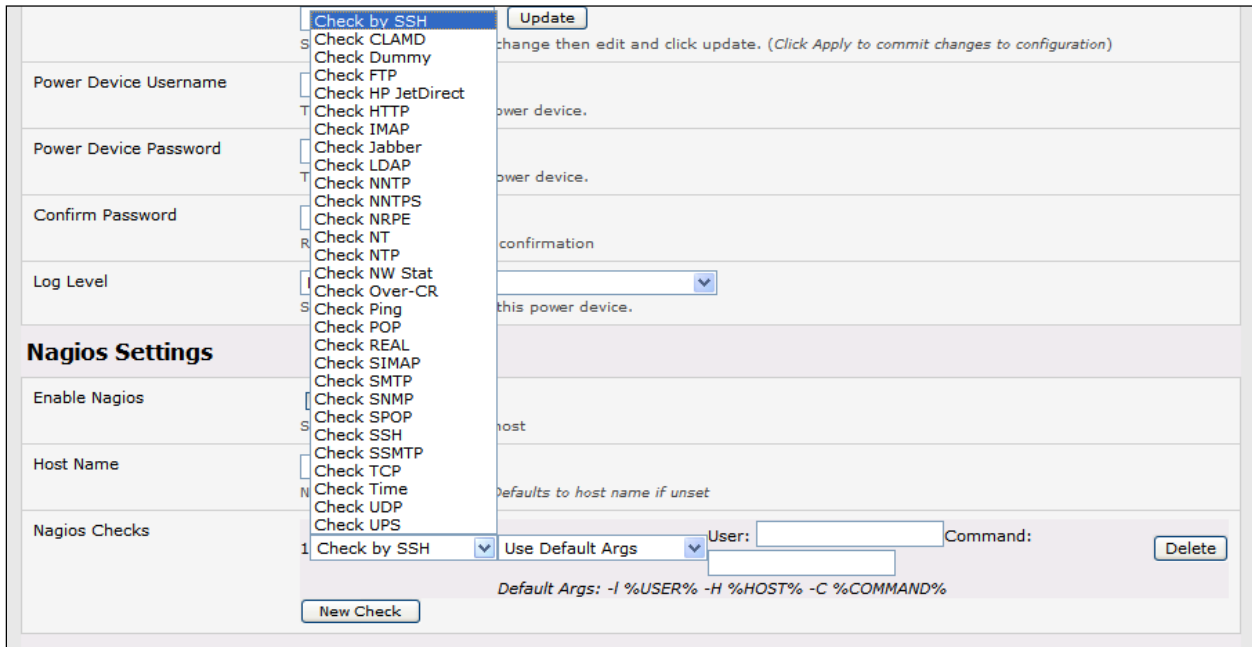 Check by SSH
Update
Check CLAMD
S
change then edit and click update. (Click Apply to commit changes to configuration)
Check Dummy
Check FTP
Power Device Username
Check HP JetDirect
Check HTTP
T
ower device.
Check IMAP
Power Device Password
Check Jabber
Check LDAP
Check NNTP
T
ower device.
Check NNTPS
Confirm Password
Check NRPE
Check NT
R
confirmation
Check NTP
Log Level
Check NW Stat
Check Over-CR
Check Ping
S
this power device.
Check POP
Check REAL
Nagios Settings
Check SIMAP
Check SMTP
Enable Nagios
Check SNMP
Check SPOP
S
host
Check SSH
Check SSMTP
Host Name
Check TCP
Check Time
N
Defaults to host name if unset
Check UDP
Check UPS
Nagios Checks
1 Check by SSH Use Default Args User: Command: Delete
Default Args: -l %USER% -H %HOST% -C %COMMAND%
New Check